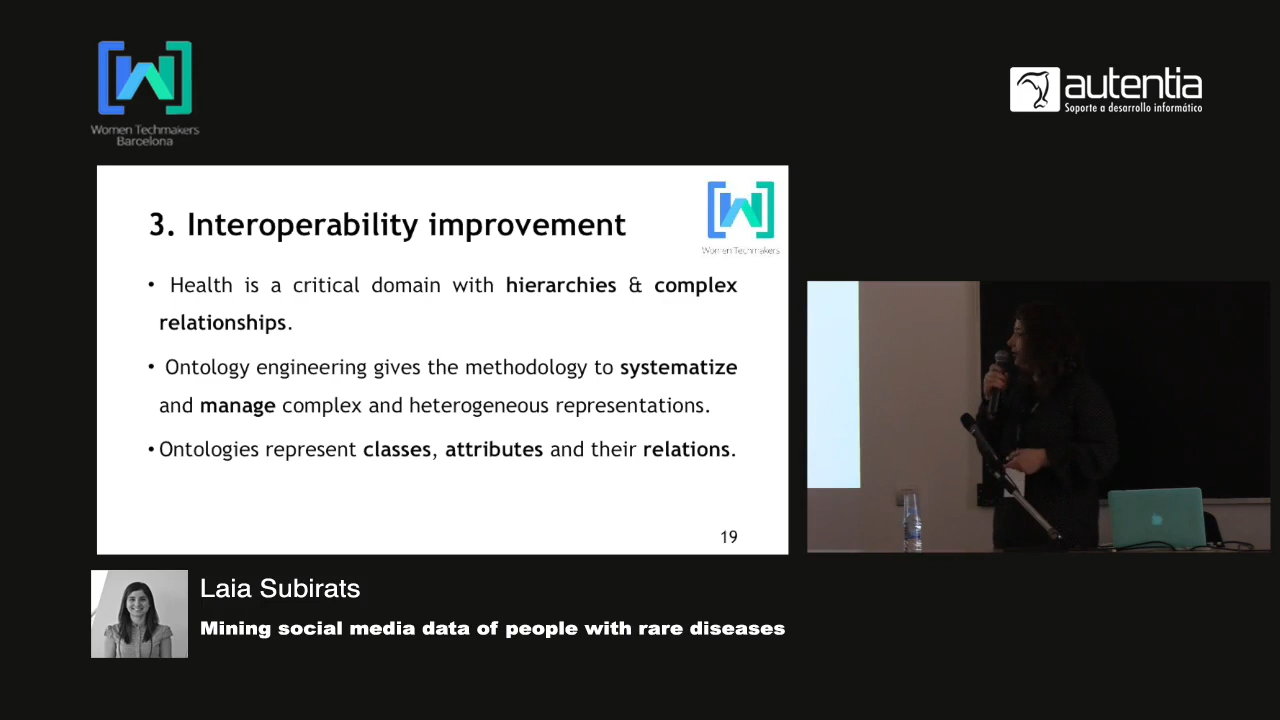 Women Techmakers
Barcelona
autentia
Soporte a desarrollo informático
3. Interoperability improvement
Women Techmakers
• Health is a critical domain with hierarchies & complex
relationships.
• Ontology engineering gives the methodology to systematize
and manage complex and heterogeneous representations.
• Ontologies represent classes, attributes and their relations.
19
Laia Subirats
Mining social media data of people with rare diseases